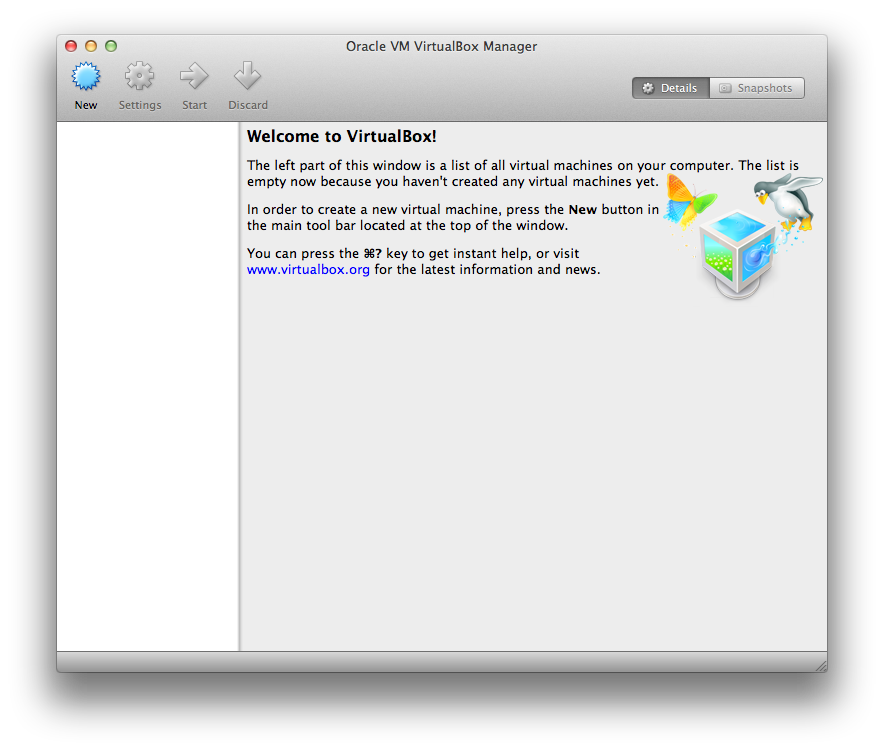 Oracle VM VirtualBox Manager
New Settings Start Discard
Details Snapshots
Welcome to VirtualBox!
The left part of this window is a list of all virtual machines on your computer. The list is
empty now because you haven't created any virtual machines yet.
In order to create a new virtual machine, press the New button in
the main tool bar located at the top of the window.
You can press the ⌘? key to get instant help, or visit
www.virtualbox.org for the latest information and news.